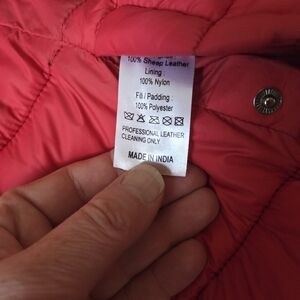 100% Sheep Leather
Lining :
100% Nylon
Fill / Padding :
100% Polyester
PROFESSIONAL LEATHER
CLEANING ONLY
MADE IN INDIA